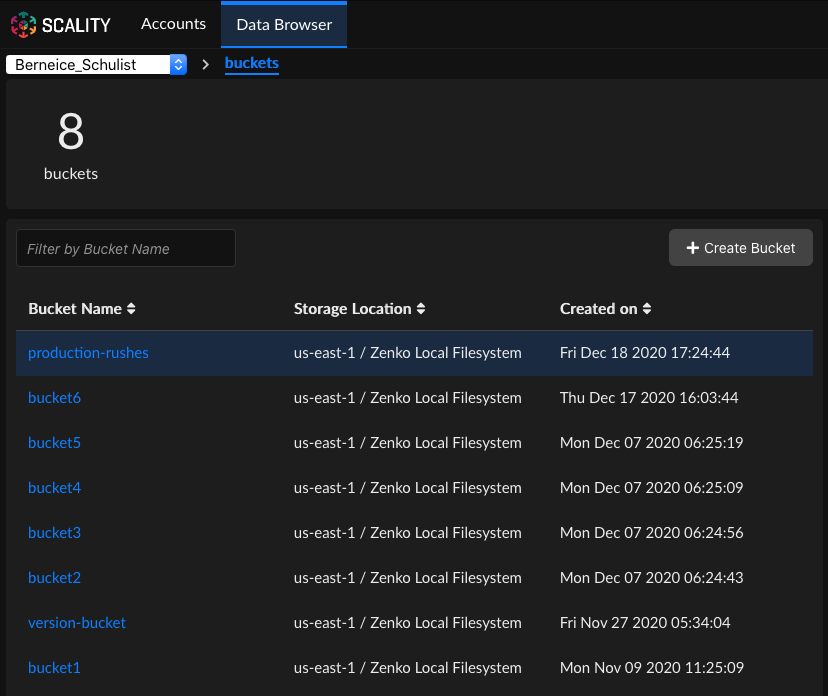 SCALITY Accounts Data Browser
Berneice_Schulist > buckets
8
buckets
Filter by Bucket Name + Create Bucket
Bucket Name Storage Location Created on
production-rushes us-east-1 / Zenko Local Filesystem Fri Dec 18 2020 17:24:44
bucket6 us-east-1 / Zenko Local Filesystem Thu Dec 17 2020 16:03:44
bucket5 us-east-1 / Zenko Local Filesystem Mon Dec 07 2020 06:25:19
bucket4 us-east-1 / Zenko Local Filesystem Mon Dec 07 2020 06:25:09
bucket3 us-east-1 / Zenko Local Filesystem Mon Dec 07 2020 06:24:56
bucket2 us-east-1 / Zenko Local Filesystem Mon Dec 07 2020 06:24:43
version-bucket us-east-1 / Zenko Local Filesystem Fri Nov 27 2020 05:34:04
bucket1 us-east-1 / Zenko Local Filesystem Mon Nov 09 2020 11:25:09